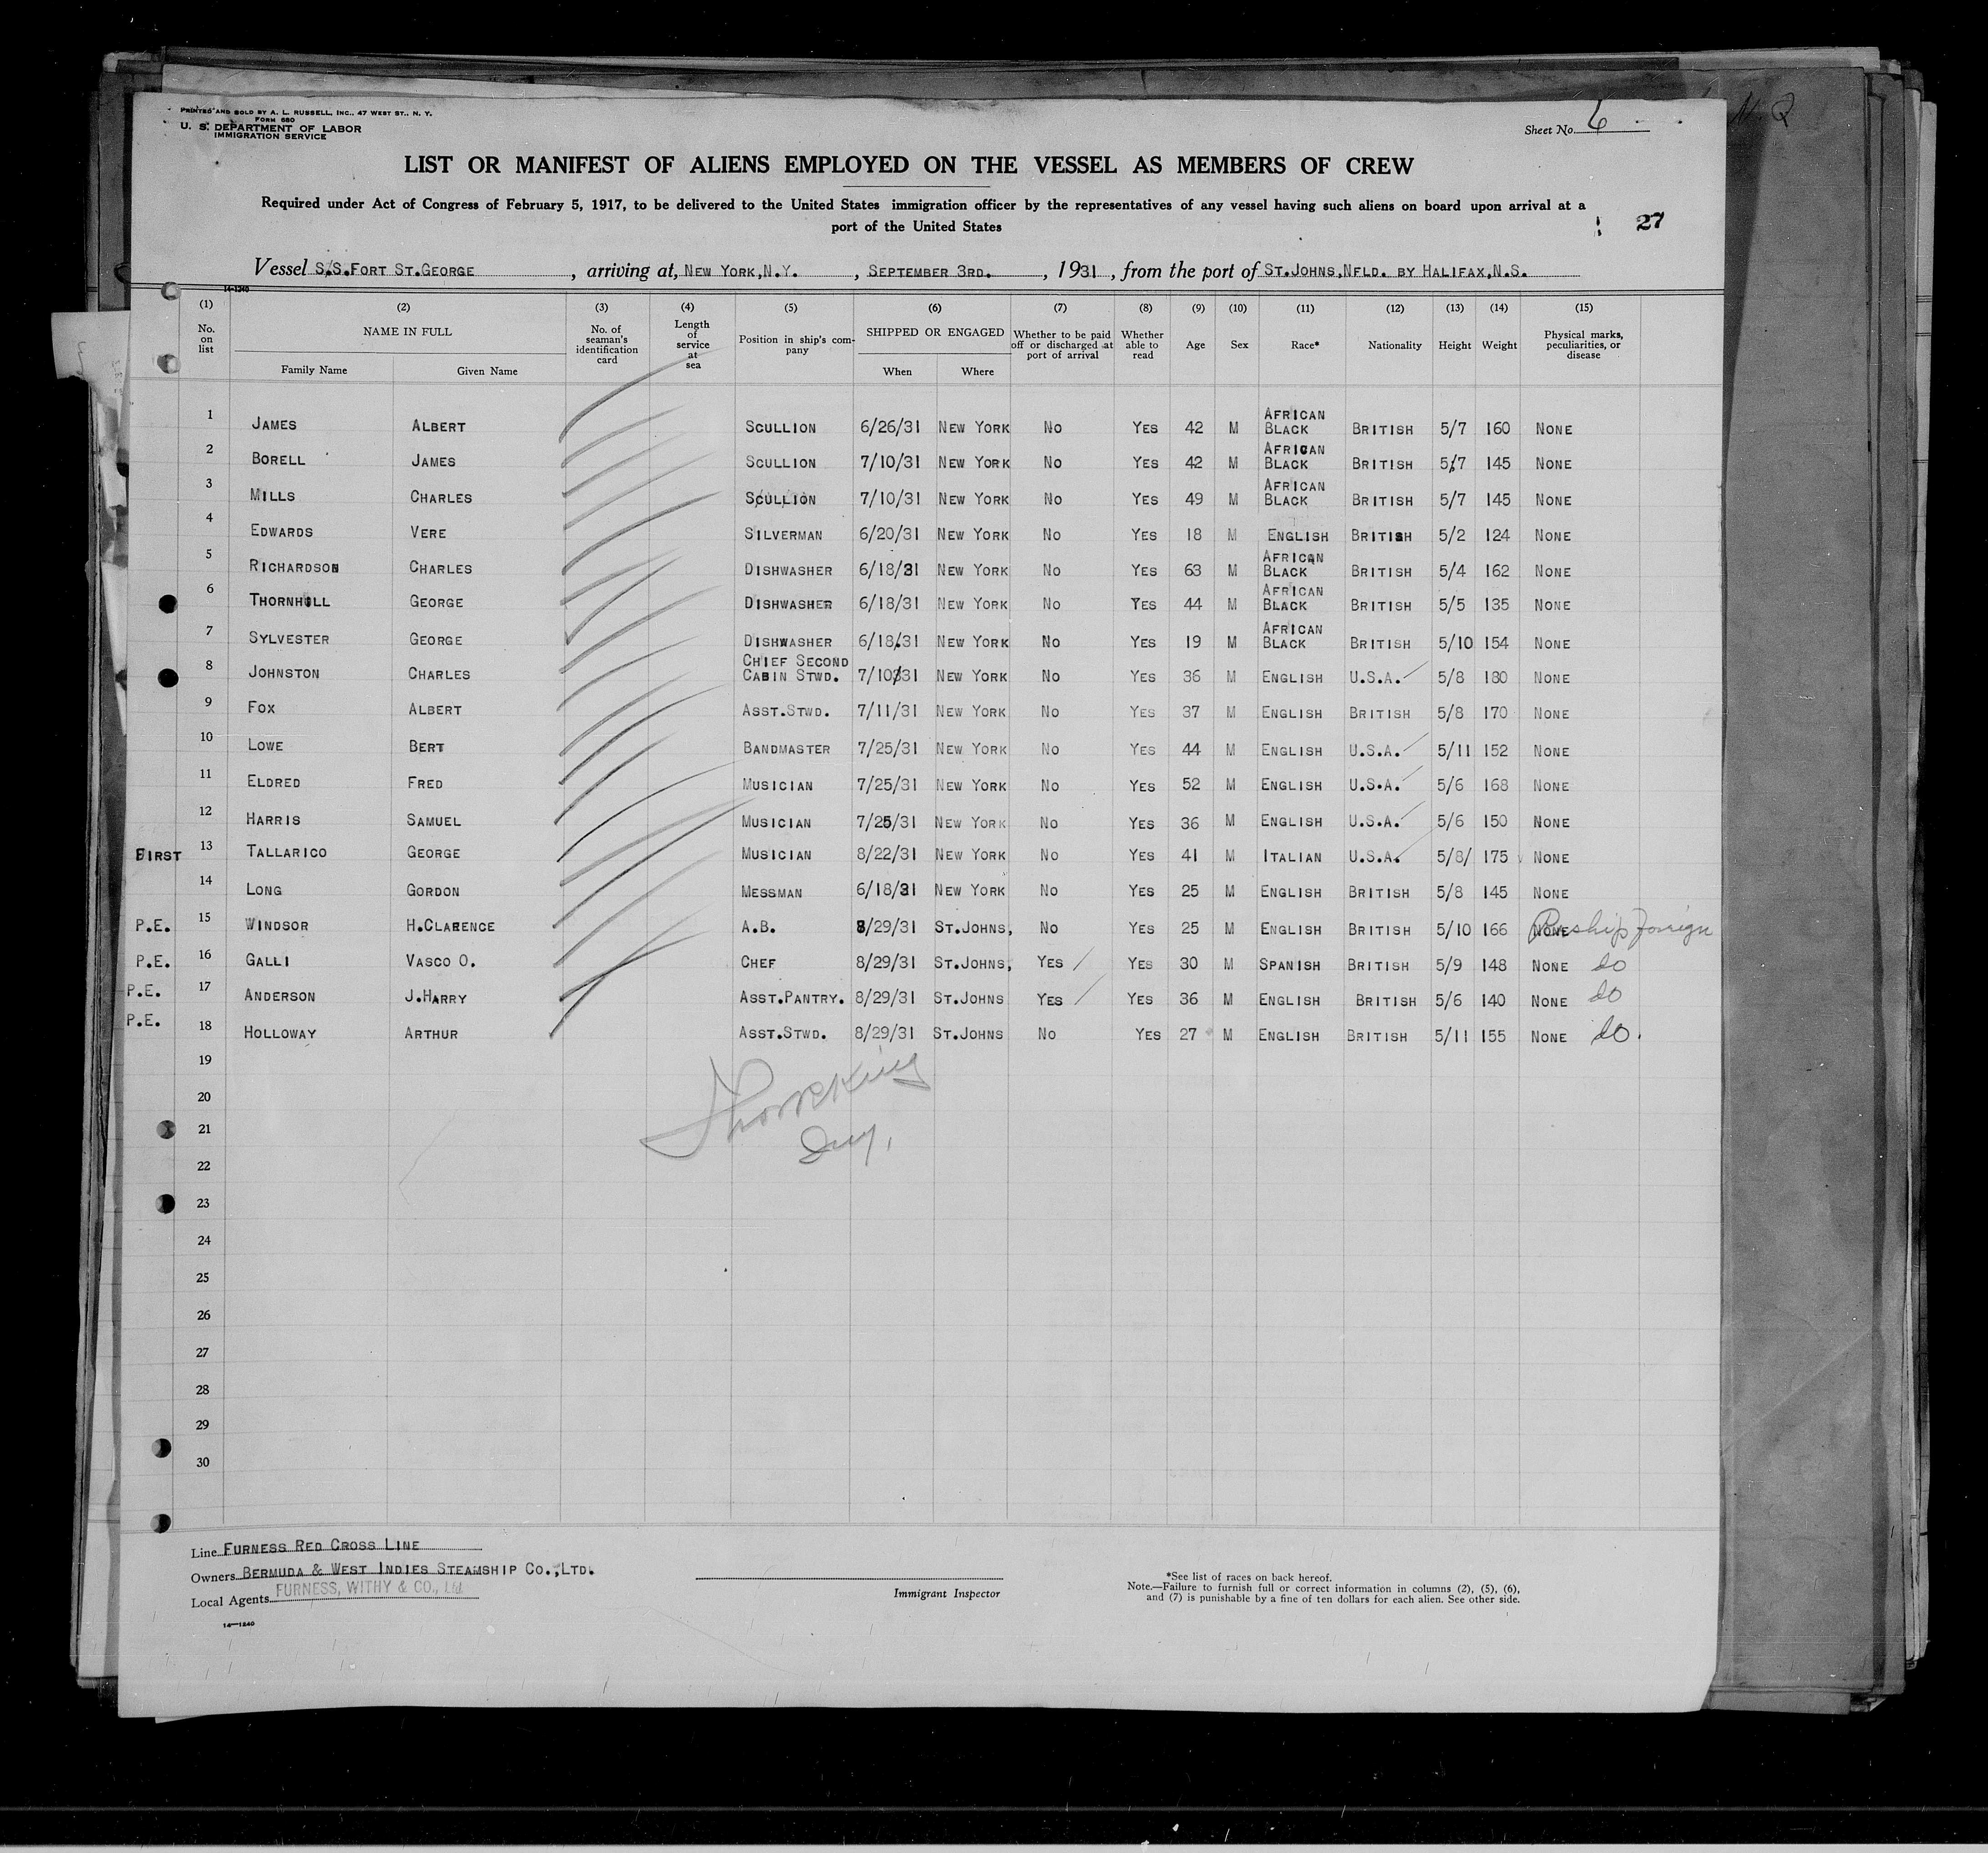 PRINTED AND SOLD BY A. L. RUSSELL, INC., 47 WEST ST., N. Y.
FORM 680
U. S. DEPARTMENT OF LABOR
IMMIGRATION SERVICE
Sheet No. 6
LIST OR MANIFEST OF ALIENS EMPLOYED ON THE VESSEL AS MEMBERS OF CREW
Required under Act of Congress of February 5, 1917, to be delivered to the United States immigration officer by the representatives of any vessel having such aliens on board upon arrival at a
port of the United States
27
Vessel S.S.FORT ST.GEORGE, arriving at, NEW YORK,N.Y., SEPTEMBER 3RD., 1931, from the port of ST.JOHNS,NFLD. BY HALIFAX,N.S.
14-1240
(1) No. on list (2) NAME IN FULL Family Name Given Name (3) No. of seaman's identification card (4) Length of service at sea (5) Position in ship's company (6) SHIPPED OR ENGAGED When Where (7) Whether to be paid off or discharged at port of arrival (8) Whether able to read (9) Age (10) Sex (11) Race* (12) Nationality (13) Height (14) Weight (15) Physical marks, peculiarities, or disease
1 JAMES ALBERT SCULLION 6/26/31 NEW YORK NO YES 42 M AFRICAN BLACK BRITISH 5/7 160 NONE
2 BORELL JAMES SCULLION 7/10/31 NEW YORK NO YES 42 M AFRICAN BLACK BRITISH 5/7 145 NONE
3 MILLS CHARLES SCULLION 7/10/31 NEW YORK NO YES 49 M AFRICAN BLACK BRITISH 5/7 145 NONE
4 EDWARDS VERE SILVERMAN 6/20/31 NEW YORK NO YES 18 M ENGLISH BRITISH 5/2 124 NONE
5 RICHARDSON CHARLES DISHWASHER 6/18/31 NEW YORK NO YES 63 M AFRICAN BLACK BRITISH 5/4 162 NONE
6 THORNHILL GEORGE DISHWASHER 6/18/31 NEW YORK NO YES 44 M AFRICAN BLACK BRITISH 5/5 135 NONE
7 SYLVESTER GEORGE DISHWASHER 6/18/31 NEW YORK NO YES 19 M AFRICAN BLACK BRITISH 5/10 154 NONE
8 JOHNSTON CHARLES CHIEF SECOND CABIN STWD. 7/10/31 NEW YORK NO YES 36 M ENGLISH U.S.A. 5/8 180 NONE
9 FOX ALBERT ASST.STWD. 7/11/31 NEW YORK NO YES 37 M ENGLISH BRITISH 5/8 170 NONE
10 LOWE BERT BANDMASTER 7/25/31 NEW YORK NO YES 44 M ENGLISH U.S.A. 5/11 152 NONE
11 ELDRED FRED MUSICIAN 7/25/31 NEW YORK NO YES 52 M ENGLISH U.S.A. 5/6 168 NONE
12 HARRIS SAMUEL MUSICIAN 7/25/31 NEW YORK NO YES 36 M ENGLISH U.S.A. 5/6 150 NONE
FIRST 13 TALLARICO GEORGE MUSICIAN 8/22/31 NEW YORK NO YES 41 M ITALIAN U.S.A. 5/8/ 175 NONE
14 LONG GORDON MESSMAN 6/18/31 NEW YORK NO YES 25 M ENGLISH BRITISH 5/8 145 NONE
P.E. 15 WINDSOR H.CLARENCE A.B. 8/29/31 ST.JOHNS, NO YES 25 M ENGLISH BRITISH 5/10 166 NONE Foreign
P.E. 16 GALLI VASCO O. CHEF 8/29/31 ST.JOHNS, YES / YES 30 M SPANISH BRITISH 5/9 148 NONE do
P.E. 17 ANDERSON J.HARRY ASST.PANTRY. 8/29/31 ST.JOHNS YES / YES 36 M ENGLISH BRITISH 5/6 140 NONE do
P.E. 18 HOLLOWAY ARTHUR ASST.STWD. 8/29/31 ST.JOHNS NO YES 27 M ENGLISH BRITISH 5/11 155 NONE do.
19
20
21
22
23
24
25
26
27
28
29
30
Line FURNESS RED CROSS LINE
Owners BERMUDA & WEST INDIES STEAMSHIP CO.,LTD.
Local Agents FURNESS, WITHY & CO., Ltd.
Immigrant Inspector
*See list of races on back hereof.
Note.—Failure to furnish full or correct information in columns (2), (5), (6),
and (7) is punishable by a fine of ten dollars for each alien. See other side.
14—1240